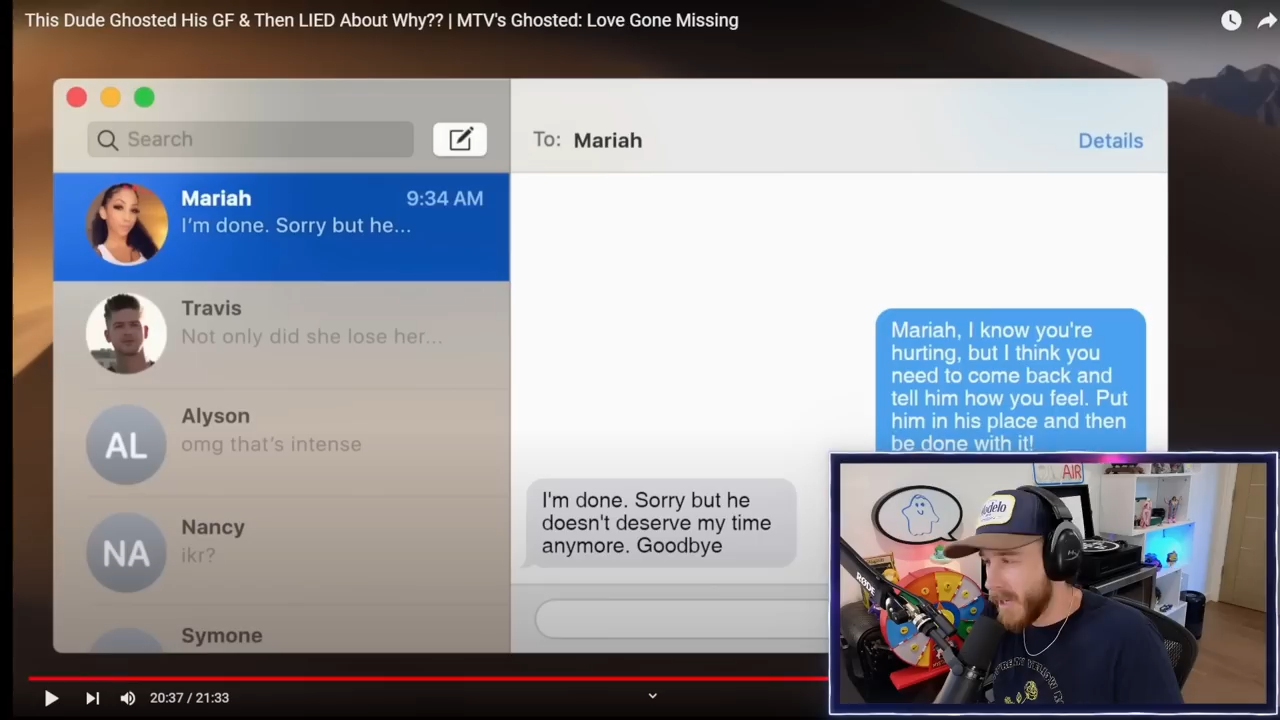 This Dude Ghosted His GF & Then LIED About Why?? | MTV's Ghosted: Love Gone Missing
Search
To: Mariah
Details
Mariah
9:34 AM
I'm done. Sorry but he...
Travis
Not only did she lose her...
AL
Alyson
omg that's intense
NA
Nancy
ikr?
Symone
Mariah, I know you're
hurting, but I think you
need to come back and
tell him how you feel. Put
him in his place and then
be done with it!
I'm done. Sorry but he
doesn't deserve my time
anymore. Goodbye
20:37 / 21:33
AIR
Modelo
RØDE